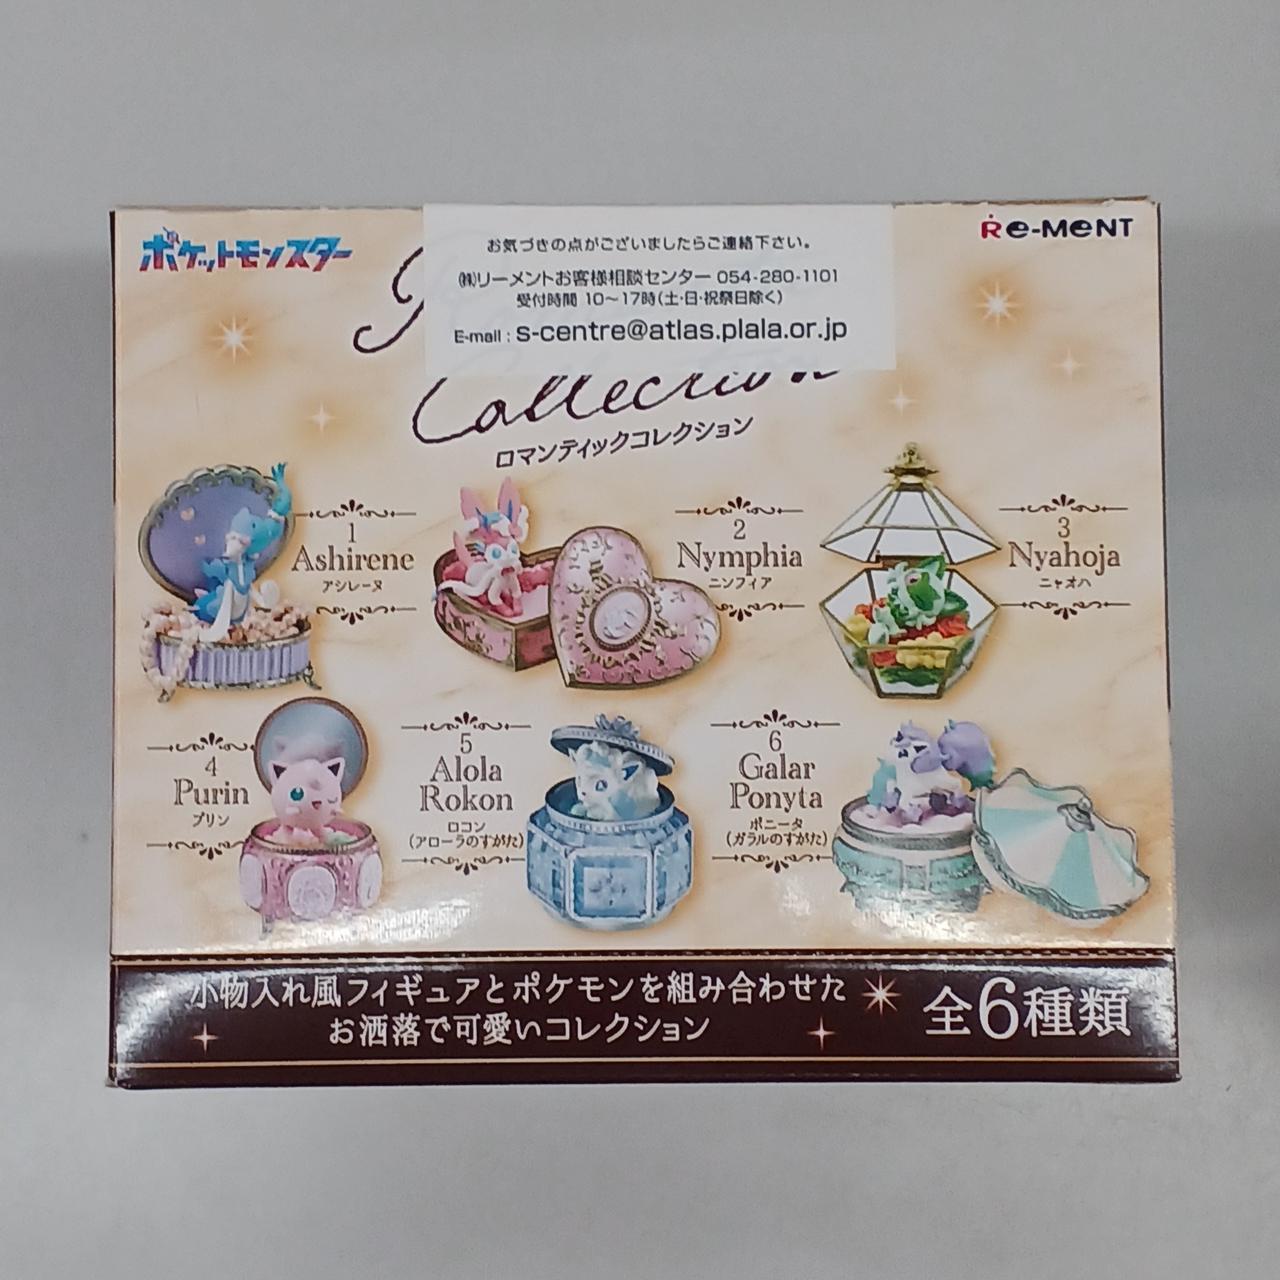 ポケットモンスター
Re-MeNT
お気づきの点がございましたらご連絡下さい。
㈱リーメントお客様相談センター 054-280-1101
受付時間 10～17時(土・日・祝祭日除く)
E-mail : s-centre@atlas.plala.or.jp
Collection
ロマンティックコレクション
1
Ashirene
アシレーヌ
2
Nymphia
ニンフィア
3
Nyahoja
ニャオハ
4
Purin
プリン
5
Alola
Rokon
ロコン
(アローラのすがた)
6
Galar
Ponyta
ポニータ
(ガラルのすがた)
小物入れ風フィギュアとポケモンを組み合わせた
お洒落で可愛いコレクション
全6種類